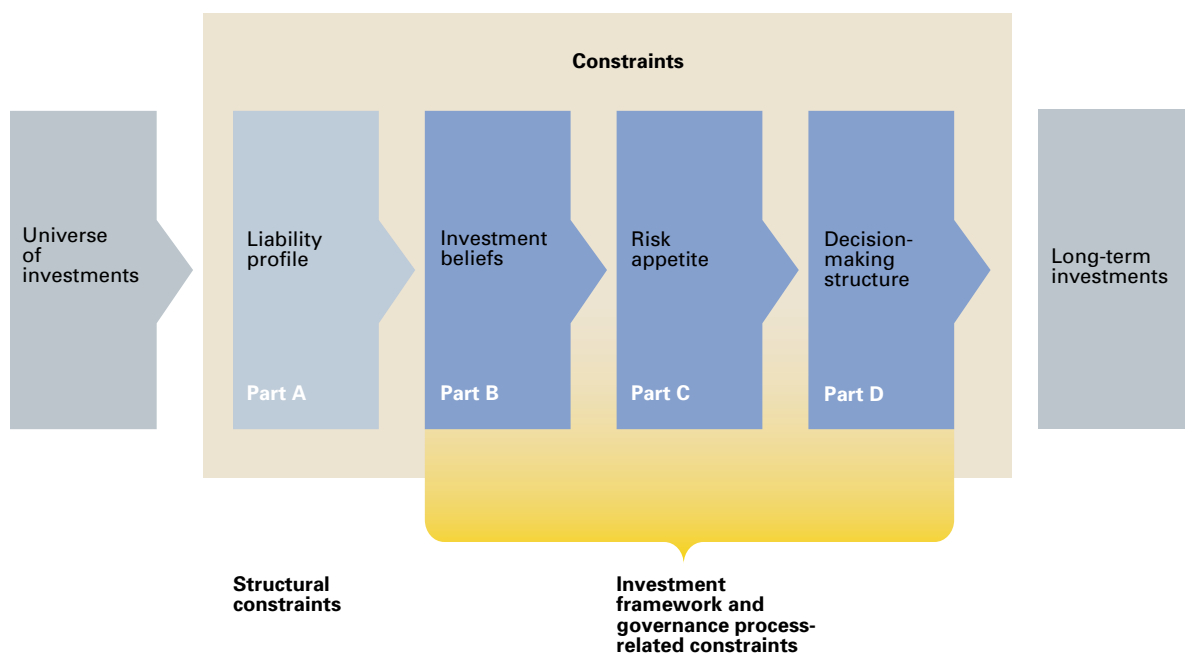 Constraints
Universe
of
investments
Liability
profile
Part A
Investment
beliefs
Part B
Risk
appetite
Part C
Decision-
making
structure
Part D
Long-term
investments
Structural
constraints
Investment
framework and
governance process-
related constraints